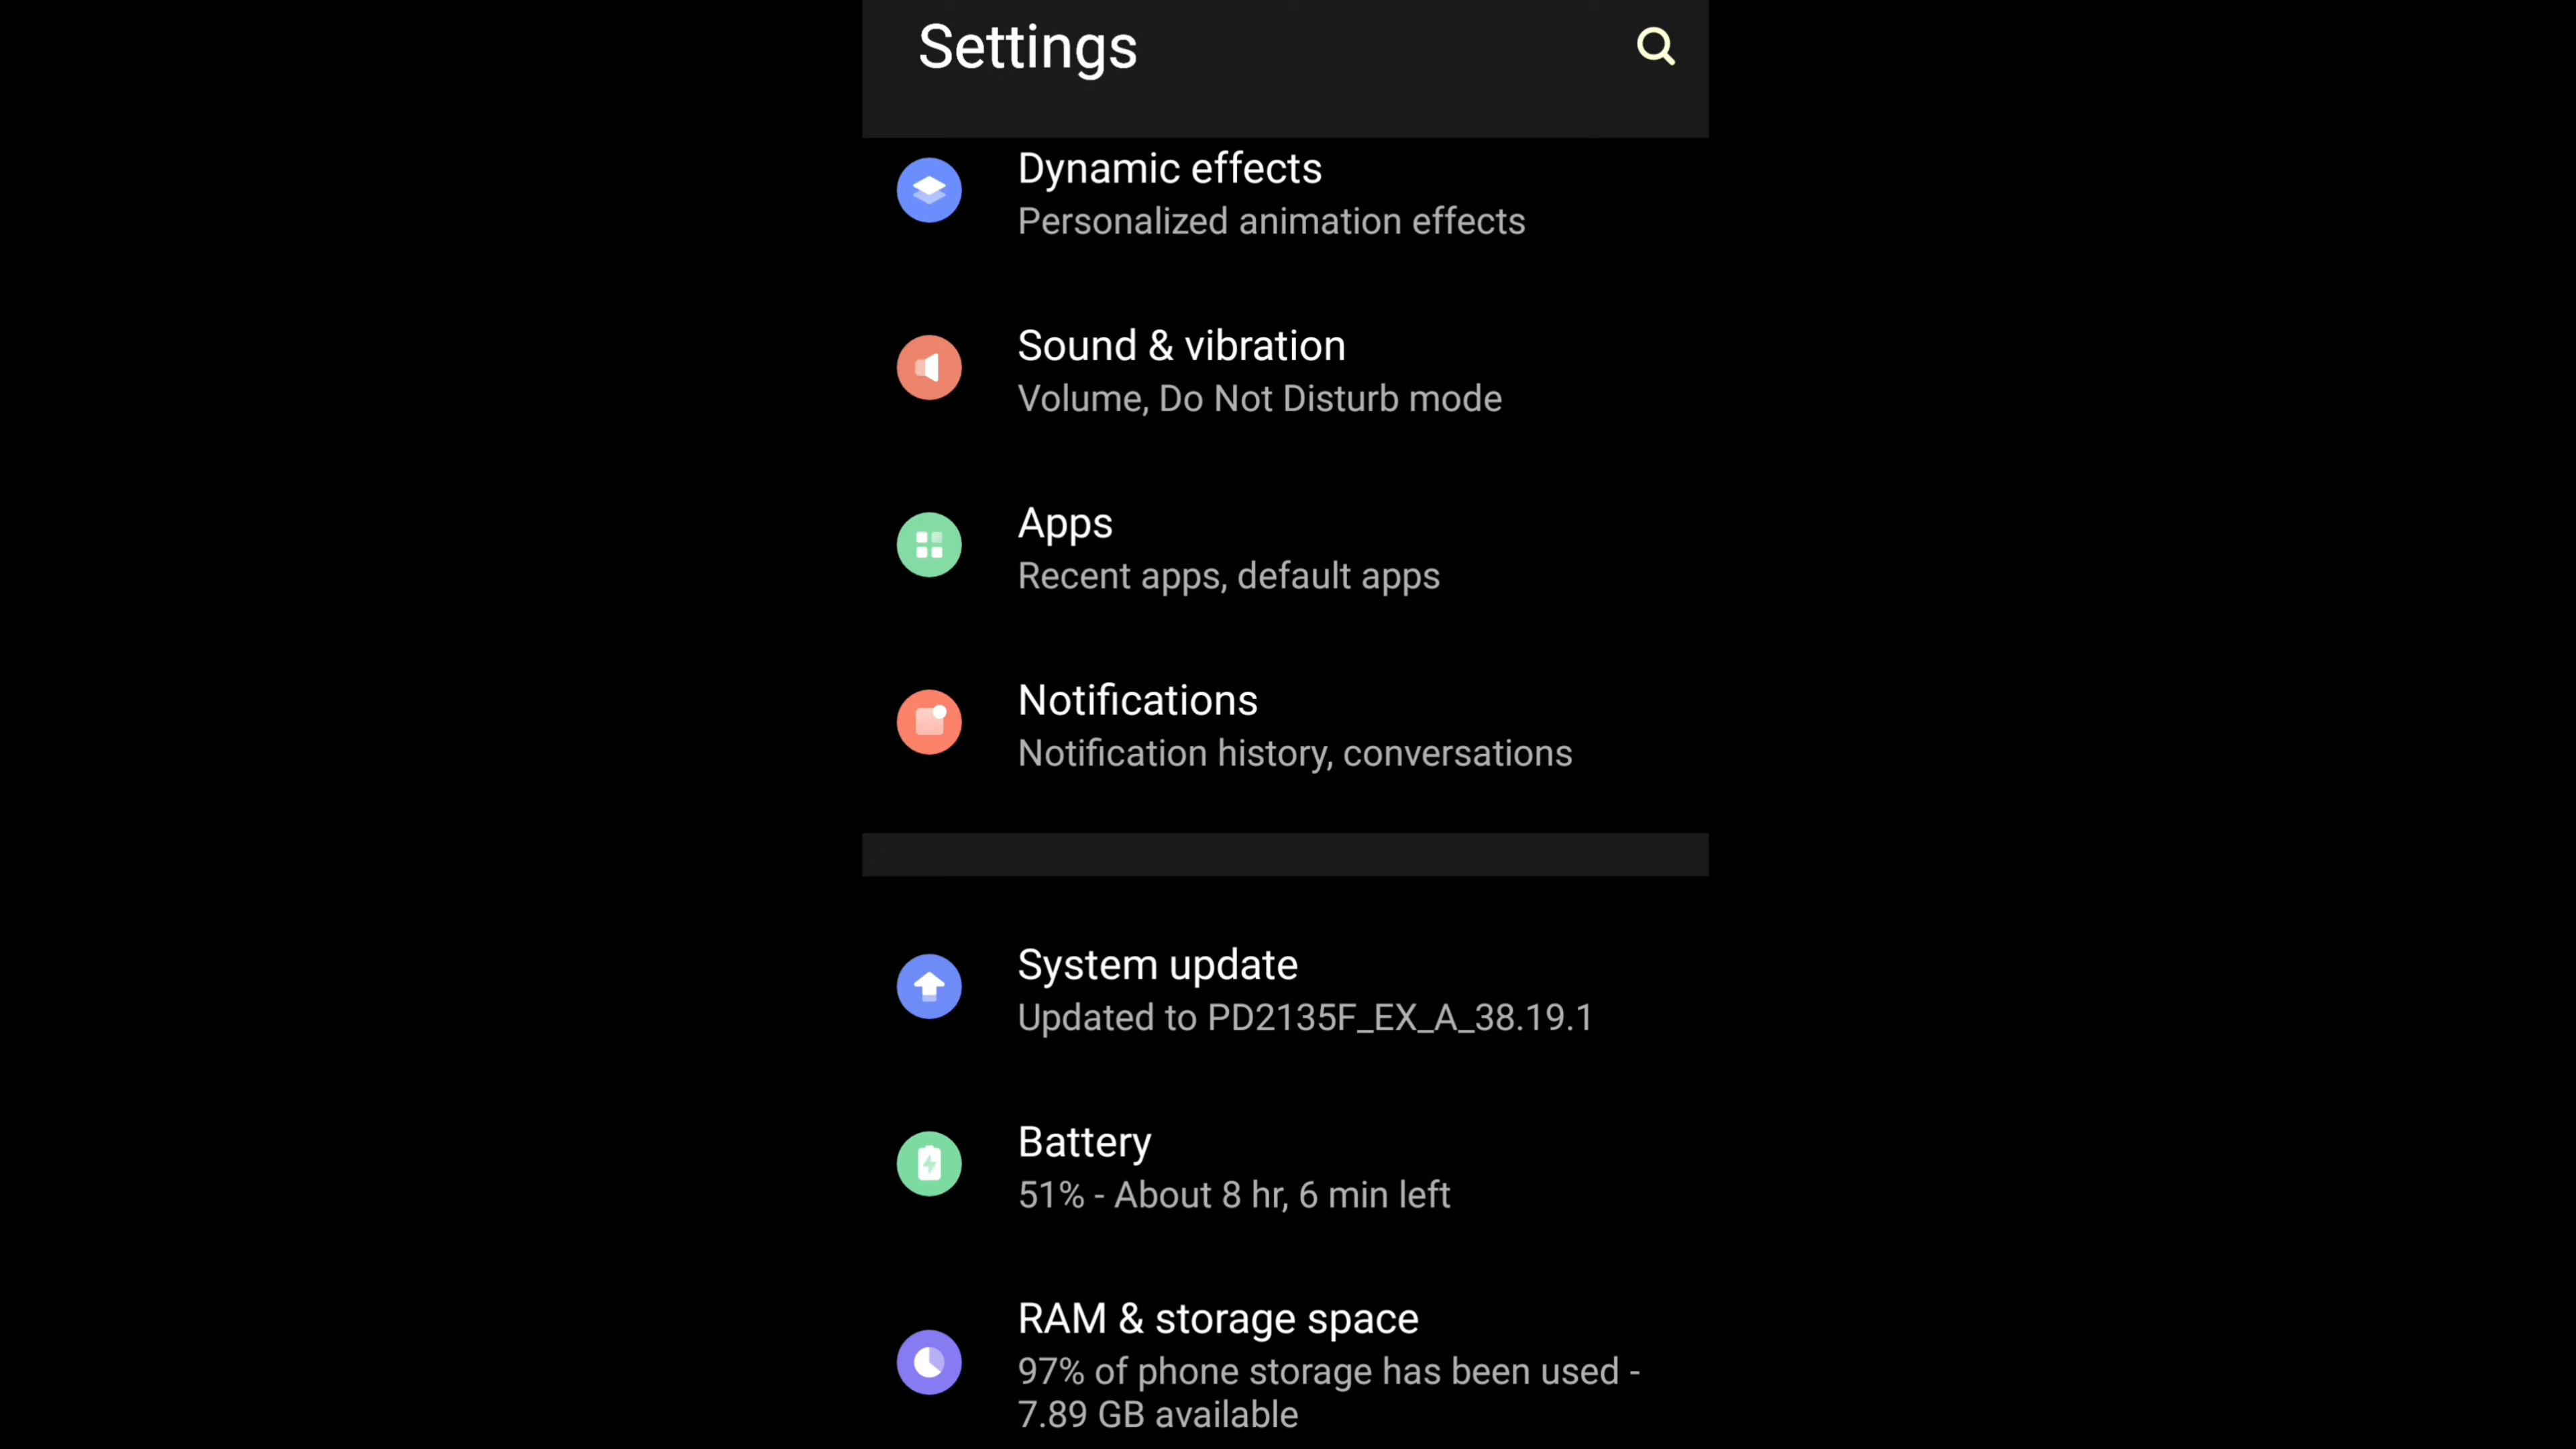 Settings
Dynamic effects
Personalized animation effects
Sound & vibration
Volume, Do Not Disturb mode
Apps
Recent apps, default apps
Notifications
Notification history, conversations
System update
Updated to PD2135F_EX_A_38.19.1
Battery
51% - About 8 hr, 6 min left
RAM & storage space
97% of phone storage has been used -
7.89 GB available